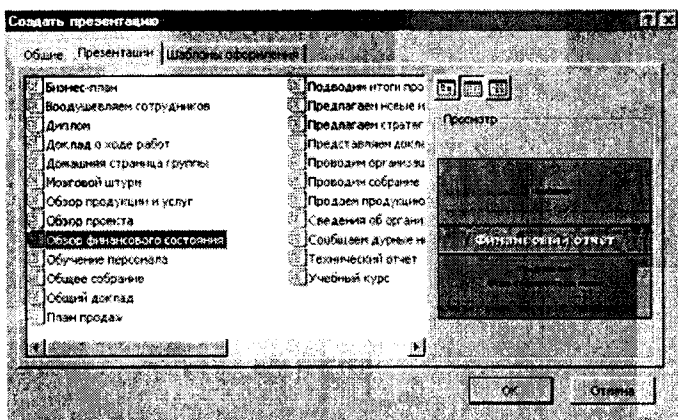 Создать презентацию
Общие
Презентации
Шаблоны оформления
Бизнес-план
Воодушевляем сотрудников
Диплом
Доклад о ходе работ
Домашняя страница группы
Мозговой штурм
Обзор продукции и услуг
Обзор проекта
Обзор финансового состояния
Обучение персонала
Общее собрание
Общий доклад
План продаж
Подводим итоги про
Предлагаем новые и
Предлагаем стратег
Представляем докла
Проводим организац
Проводим собрание
Продаем продукцию
Сведения об органи
Сообщаем дурные н
Технический отчет
Учебный курс
Просмотр
Финансовый отчет
ОК
Отмена